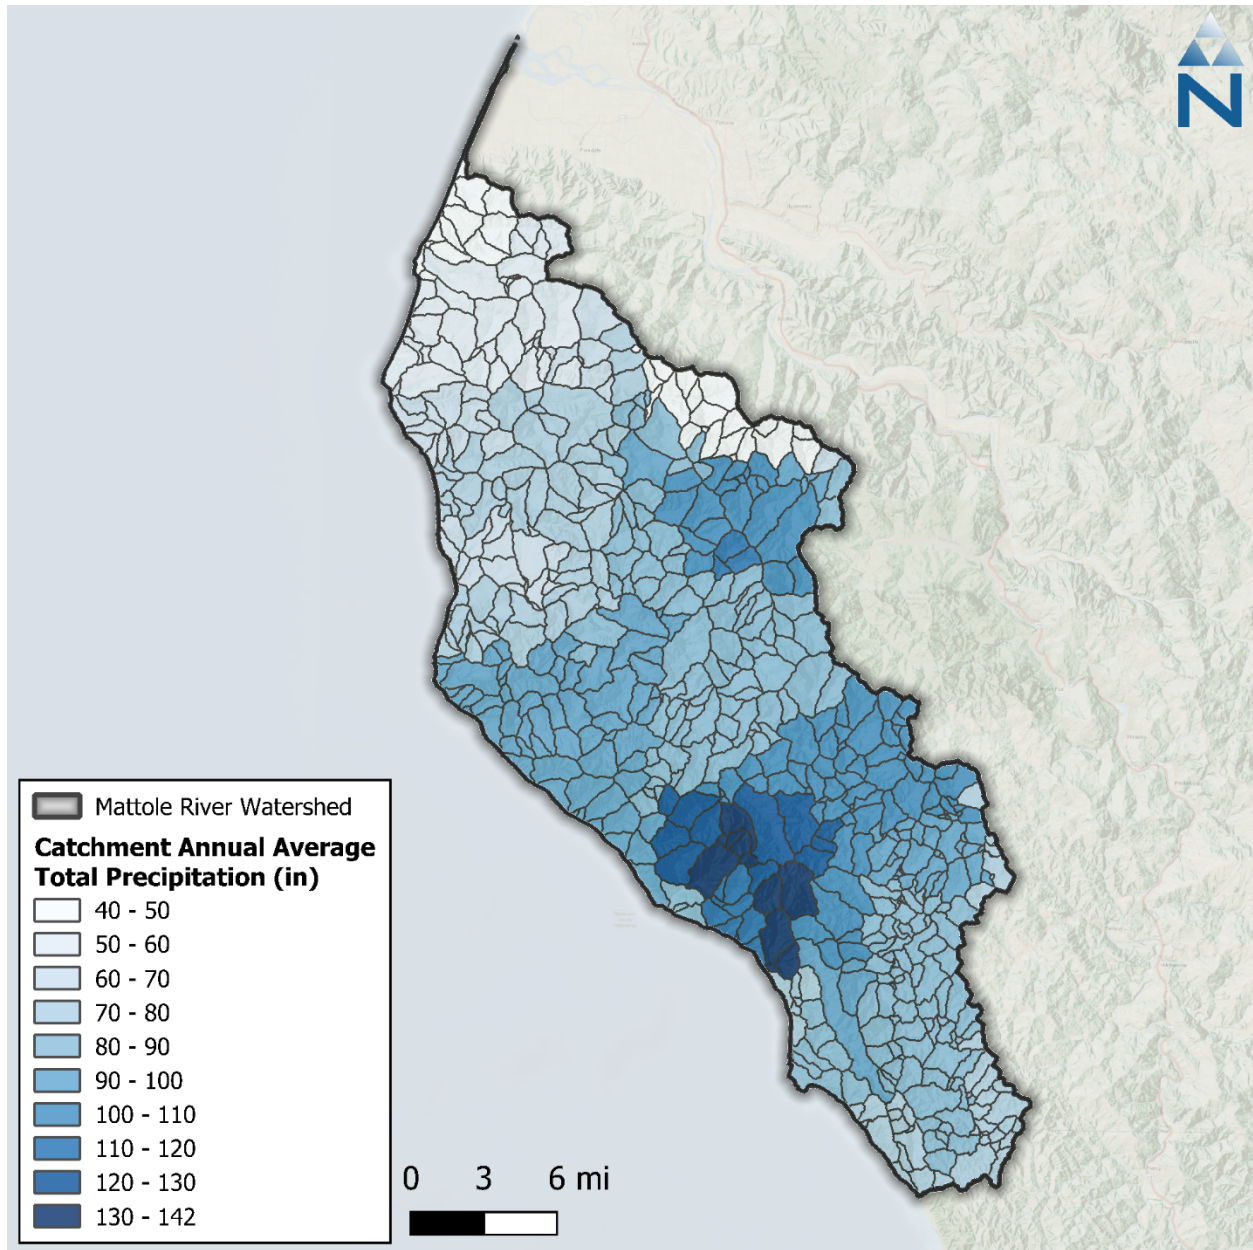 N
Mattole River Watershed
Catchment Annual Average
Total Precipitation (in)
40 - 50
50 - 60
60 - 70
70 - 80
80 - 90
90 - 100
100 - 110
110 - 120
120 - 130
130 - 142
0 3 6 mi